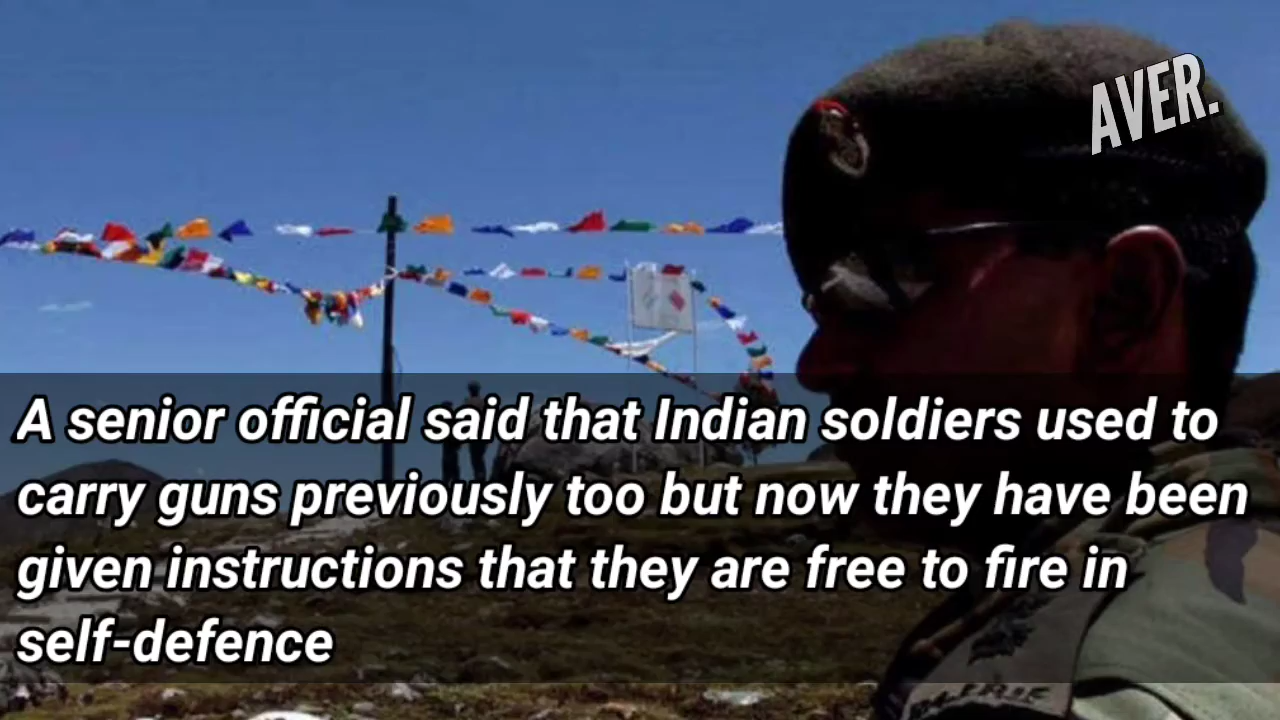 AVER.
A senior official said that Indian soldiers used to
carry guns previously too but now they have been
given instructions that they are free to fire in
self-defence